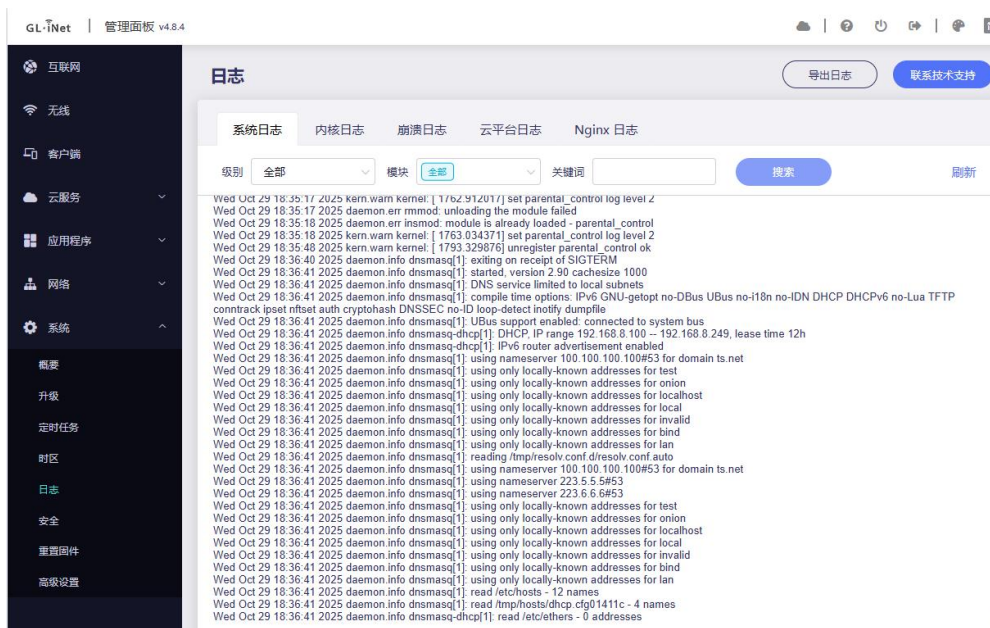 GL·iNet | 管理面板 v4.8.4
互联网
无线
客户端
云服务
应用程序
网络
系统
概要
升级
定时任务
时区
日志
安全
重置固件
高级设置
日志
导出日志
联系技术支持
系统日志 内核日志 崩溃日志 云平台日志 Nginx 日志
级别 全部 模块 全部 关键词 搜索 刷新
Wed Oct 29 18:35:17 2025 kern.warn kernel: [ 1762.912017] set parental_control log level 2
Wed Oct 29 18:35:17 2025 daemon.err rmmod: unloading the module failed
Wed Oct 29 18:35:18 2025 daemon.err insmod: module is already loaded - parental_control
Wed Oct 29 18:35:18 2025 kern.warn kernel: [ 1763.034371] set parental_control log level 2
Wed Oct 29 18:35:48 2025 kern.warn kernel: [ 1793.329876] unregister parental_control ok
Wed Oct 29 18:36:40 2025 daemon.info dnsmasq[1]: exiting on receipt of SIGTERM
Wed Oct 29 18:36:41 2025 daemon.info dnsmasq[1]: started, version 2.90 cachesize 1000
Wed Oct 29 18:36:41 2025 daemon.info dnsmasq[1]: DNS service limited to local subnets
Wed Oct 29 18:36:41 2025 daemon.info dnsmasq[1]: compile time options: IPv6 GNU-getopt no-DBus UBus no-i18n no-IDN DHCP DHCPv6 no-Lua TFTP
conntrack ipset nftset auth cryptohash DNSSEC no-ID loop-detect inotify dumpfile
Wed Oct 29 18:36:41 2025 daemon.info dnsmasq[1]: UBus support enabled: connected to system bus
Wed Oct 29 18:36:41 2025 daemon.info dnsmasq-dhcp[1]: DHCP, IP range 192.168.8.100 -- 192.168.8.249, lease time 12h
Wed Oct 29 18:36:41 2025 daemon.info dnsmasq-dhcp[1]: IPv6 router advertisement enabled
Wed Oct 29 18:36:41 2025 daemon.info dnsmasq[1]: using nameserver 100.100.100.100#53 for domain ts.net
Wed Oct 29 18:36:41 2025 daemon.info dnsmasq[1]: using only locally-known addresses for test
Wed Oct 29 18:36:41 2025 daemon.info dnsmasq[1]: using only locally-known addresses for onion
Wed Oct 29 18:36:41 2025 daemon.info dnsmasq[1]: using only locally-known addresses for localhost
Wed Oct 29 18:36:41 2025 daemon.info dnsmasq[1]: using only locally-known addresses for local
Wed Oct 29 18:36:41 2025 daemon.info dnsmasq[1]: using only locally-known addresses for invalid
Wed Oct 29 18:36:41 2025 daemon.info dnsmasq[1]: using only locally-known addresses for bind
Wed Oct 29 18:36:41 2025 daemon.info dnsmasq[1]: using only locally-known addresses for lan
Wed Oct 29 18:36:41 2025 daemon.info dnsmasq[1]: reading /tmp/resolv.conf.d/resolv.conf.auto
Wed Oct 29 18:36:41 2025 daemon.info dnsmasq[1]: using nameserver 100.100.100.100#53 for domain ts.net
Wed Oct 29 18:36:41 2025 daemon.info dnsmasq[1]: using nameserver 223.5.5.5#53
Wed Oct 29 18:36:41 2025 daemon.info dnsmasq[1]: using nameserver 223.6.6.6#53
Wed Oct 29 18:36:41 2025 daemon.info dnsmasq[1]: using only locally-known addresses for test
Wed Oct 29 18:36:41 2025 daemon.info dnsmasq[1]: using only locally-known addresses for onion
Wed Oct 29 18:36:41 2025 daemon.info dnsmasq[1]: using only locally-known addresses for localhost
Wed Oct 29 18:36:41 2025 daemon.info dnsmasq[1]: using only locally-known addresses for local
Wed Oct 29 18:36:41 2025 daemon.info dnsmasq[1]: using only locally-known addresses for invalid
Wed Oct 29 18:36:41 2025 daemon.info dnsmasq[1]: using only locally-known addresses for bind
Wed Oct 29 18:36:41 2025 daemon.info dnsmasq[1]: using only locally-known addresses for lan
Wed Oct 29 18:36:41 2025 daemon.info dnsmasq[1]: read /etc/hosts - 12 names
Wed Oct 29 18:36:41 2025 daemon.info dnsmasq[1]: read /tmp/hosts/dhcp.cfg01411c - 4 names
Wed Oct 29 18:36:41 2025 daemon.info dnsmasq-dhcp[1]: read /etc/ethers - 0 addresses